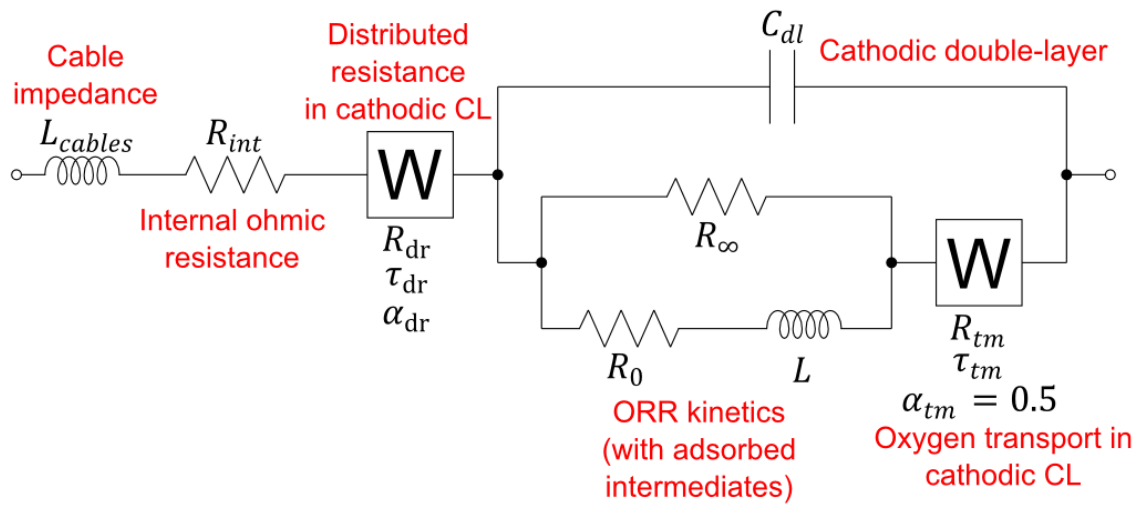 Cable
impedance
L_cables
R_int
Internal ohmic
resistance
Distributed
resistance
in cathodic CL
W
R_dr
τ_dr
α_dr
C_dl
Cathodic double-layer
R_∞
R_0
L
ORR kinetics
(with adsorbed
intermediates)
W
R_tm
τ_tm
α_tm = 0.5
Oxygen transport in
cathodic CL